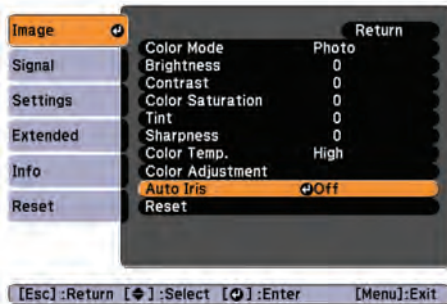 Image
Signal
Settings
Extended
Info
Reset
Return
Color Mode Photo
Brightness 0
Contrast 0
Color Saturation 0
Tint 0
Sharpness 0
Color Temp. High
Color Adjustment
Auto Iris Off
Reset
[Esc] :Return [ ] :Select [ ] :Enter [Menu]:Exit